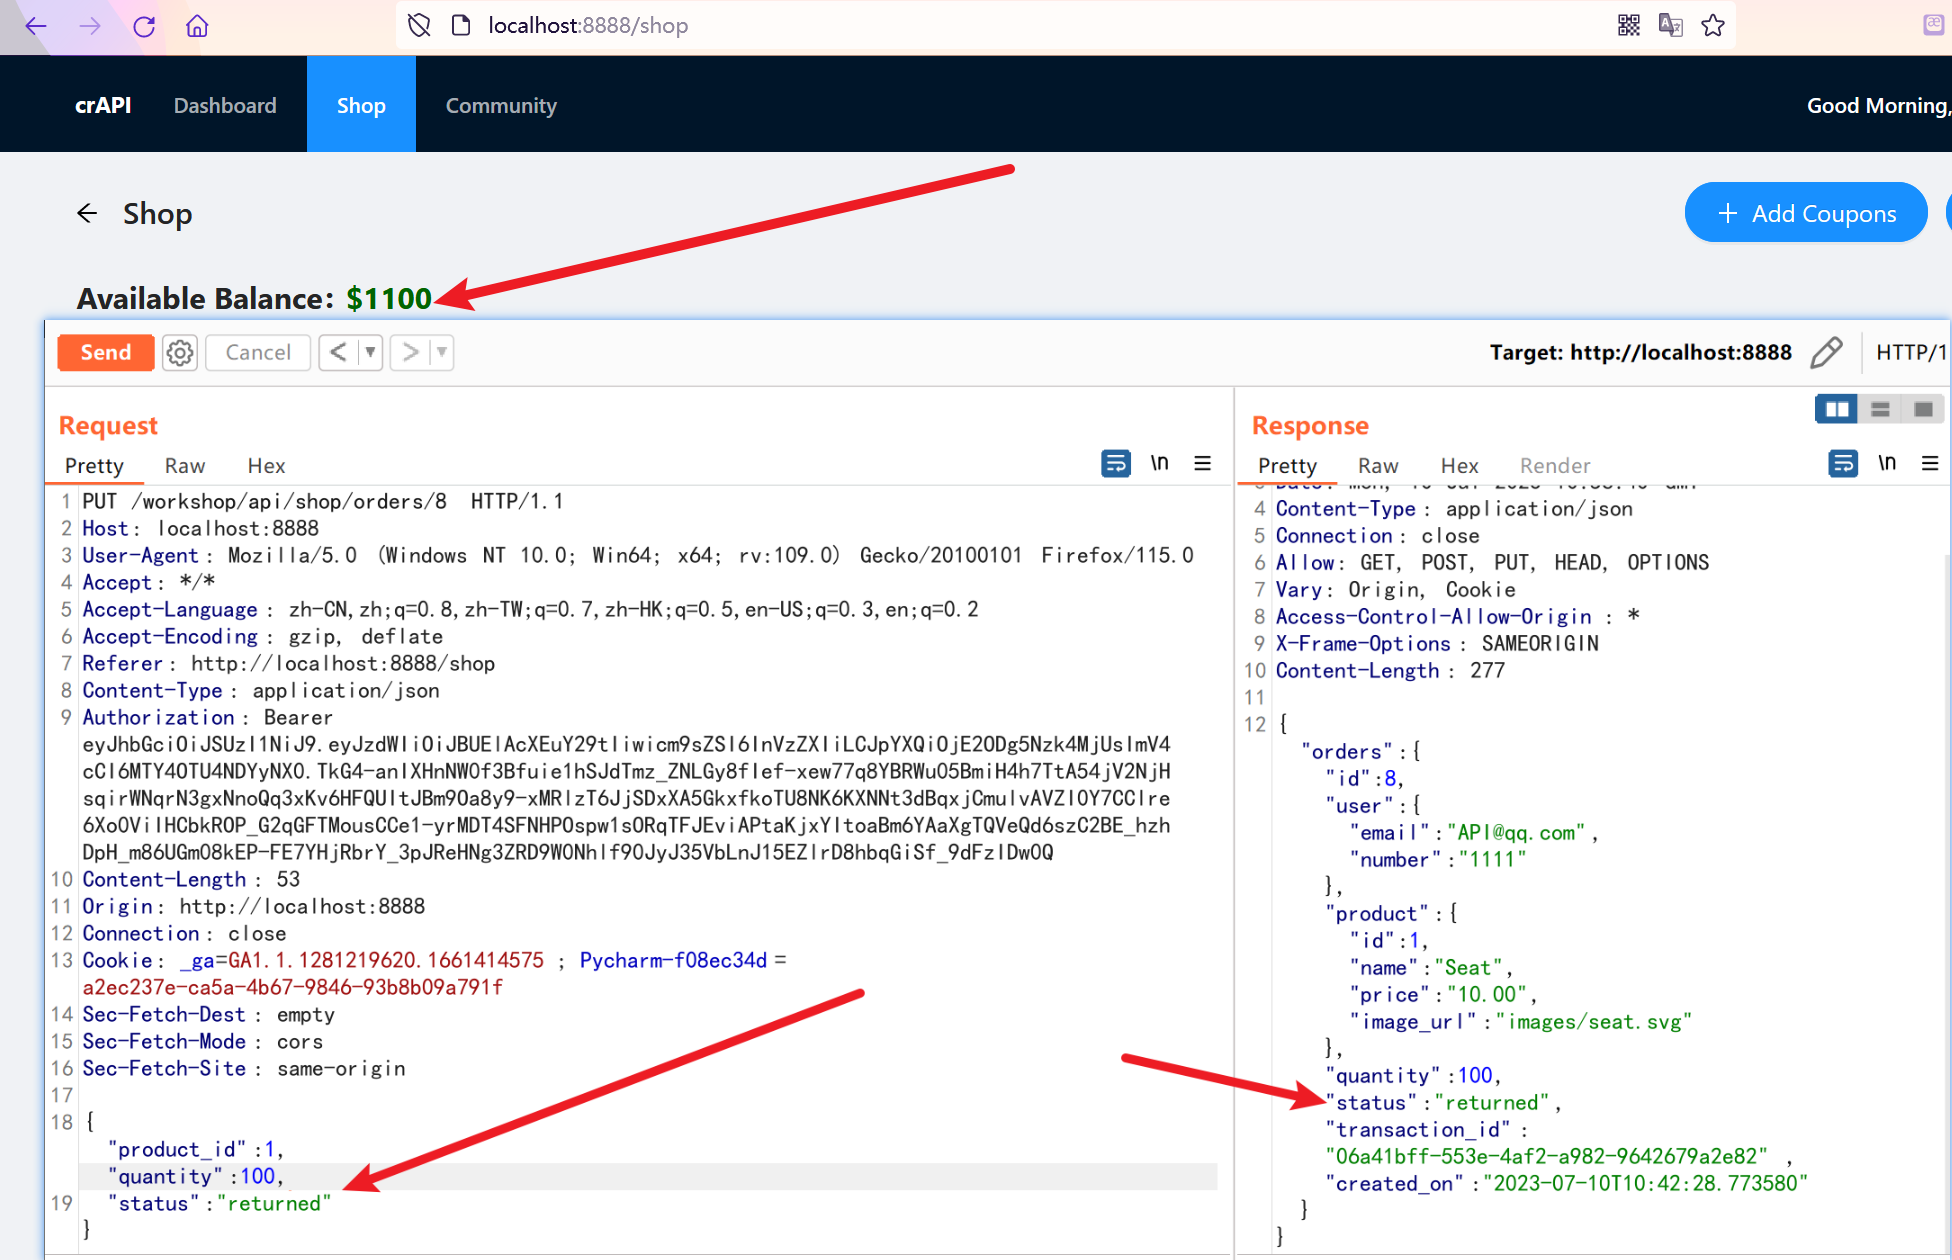 localhost:8888/shop
crAPI Dashboard Shop Community Good Morning,
Shop
+ Add Coupons
Available Balance: $1100
Send Cancel < >
Target: http://localhost:8888 HTTP/1
Request
Pretty Raw Hex \n
1 PUT /workshop/api/shop/orders/8 HTTP/1.1
2 Host: localhost:8888
3 User-Agent: Mozilla/5.0 (Windows NT 10.0; Win64; x64; rv:109.0) Gecko/20100101 Firefox/115.0
4 Accept: */*
5 Accept-Language: zh-CN,zh;q=0.8,zh-TW;q=0.7,zh-HK;q=0.5,en-US;q=0.3,en;q=0.2
6 Accept-Encoding: gzip, deflate
7 Referer: http://localhost:8888/shop
8 Content-Type: application/json
9 Authorization: Bearer
10 Content-Length: 53
11 Origin: http://localhost:8888
12 Connection: close
13 Cookie: _ga=GA1.1.1281219620.1661414575 ; Pycharm-f08ec34d=
a2ec237e-ca5a-4b67-9846-93b8b09a791f
14 Sec-Fetch-Dest: empty
15 Sec-Fetch-Mode: cors
16 Sec-Fetch-Site: same-origin
17
18 {
"product_id":1,
"quantity":100,
19 "status":"returned"
}
Response
Pretty Raw Hex Render \n
4 Content-Type: application/json
5 Connection: close
6 Allow: GET, POST, PUT, HEAD, OPTIONS
7 Vary: Origin, Cookie
8 Access-Control-Allow-Origin: *
9 X-Frame-Options: SAMEORIGIN
10 Content-Length: 277
11
12 {
"orders":{
"id":8,
"user":{
"email":"API@qq.com",
"number":"1111"
},
"product":{
"id":1,
"name":"Seat",
"price":"10.00",
"image_url":"images/seat.svg"
},
"quantity":100,
"status":"returned",
"transaction_id":
"06a41bff-553e-4af2-a982-9642679a2e82" ,
"created_on":"2023-07-10T10:42:28.773580"
}
}